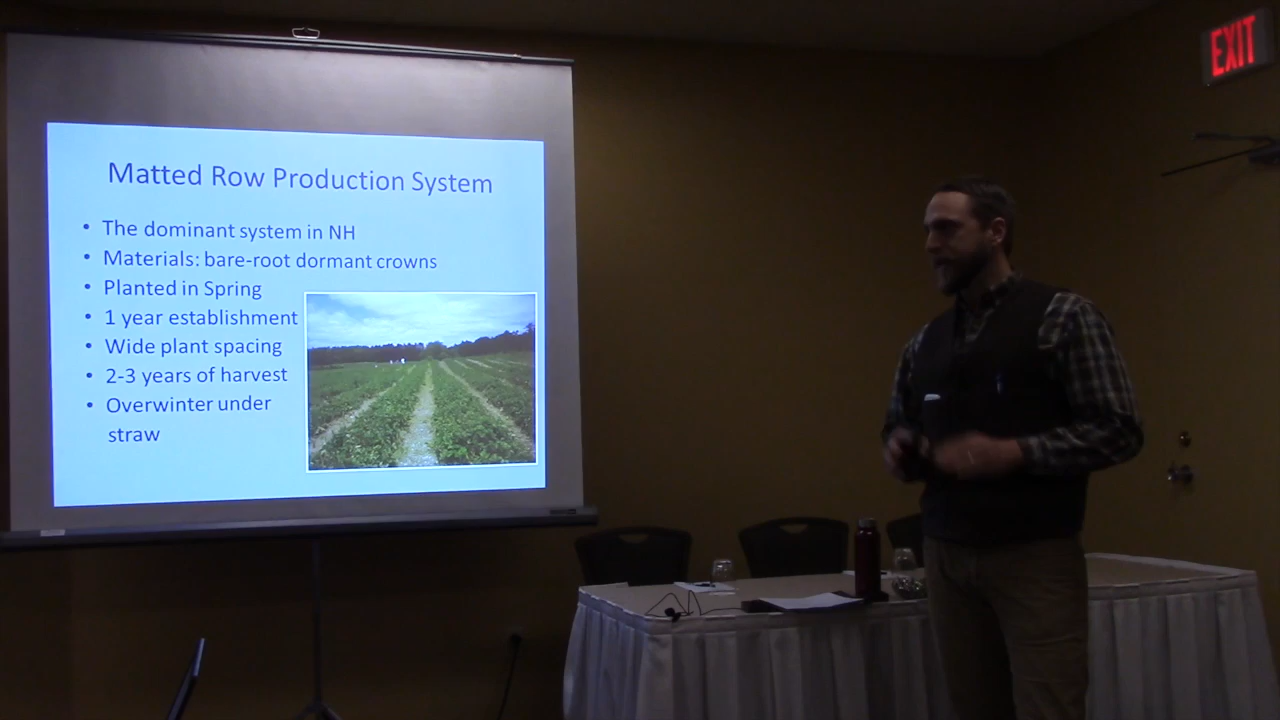 Matted Row Production System
• The dominant system in NH
• Materials: bare-root dormant crowns
• Planted in Spring
• 1 year establishment
• Wide plant spacing
• 2-3 years of harvest
• Overwinter under
straw
EXIT